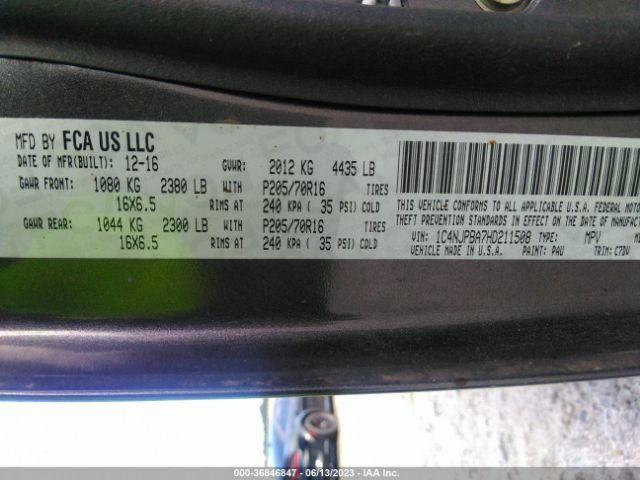 MFD BY FCA US LLC
DATE OF MFR(BUILT): 12-16 GVWR: 2012 KG 4435 LB
GAWR FRONT: 1080 KG 2380 LB WITH P205/70R16 TIRES
16X6.5 RIMS AT 240 KPA ( 35 PSI) COLD
GAWR REAR: 1044 KG 2300 LB WITH P205/70R16 TIRES
16X6.5 RIMS AT 240 KPA ( 35 PSI) COLD
THIS VEHICLE CONFORMS TO ALL APPLICABLE U.S.A. FEDERAL MOTOR
THEFT PREVENTION STANDARDS IN EFFECT ON THE DATE OF
VIN: 1C4NJPBA7HD211508 TYPE: MPV
VEHICLE MADE IN U.S.A. PAINT: PAU TRIM: C7DV
000-36846847 - 06/13/2023 - IAA Inc.